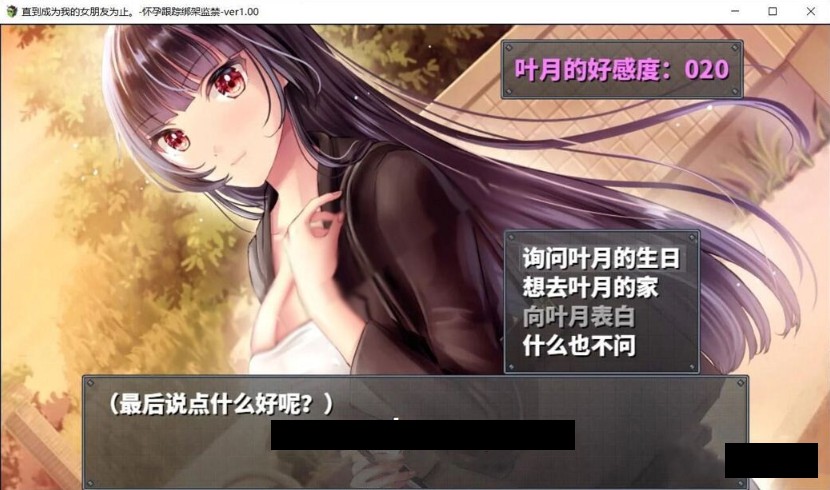 直到成为我的女朋友为止。-怀孕跟踪绑架监禁-ver1.00
叶月的好感度：020
询问叶月的生日
想去叶月的家
向叶月表白
什么也不问
（最后说点什么好呢？）